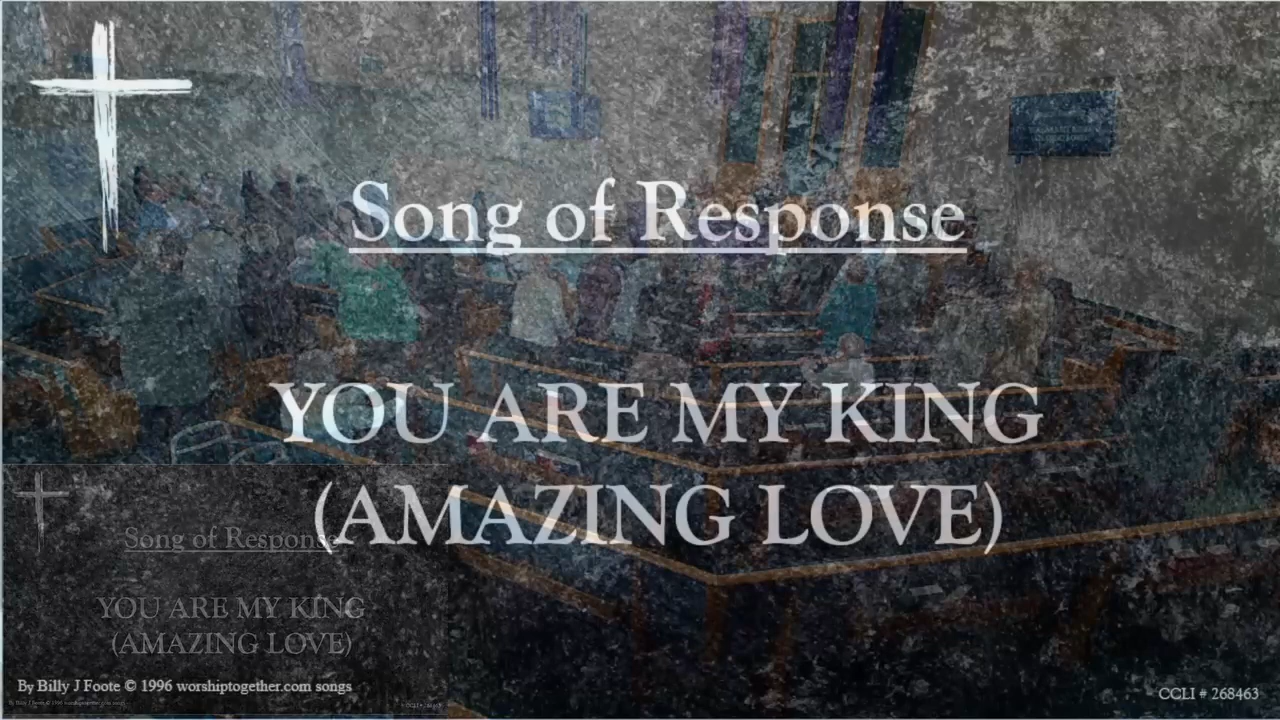 Song of Response
YOU ARE MY KING
(AMAZING LOVE)
Song of Response
YOU ARE MY KING
(AMAZING LOVE)
By Billy J Foote © 1996 worshiptogether.com songs
CCLI # 268463